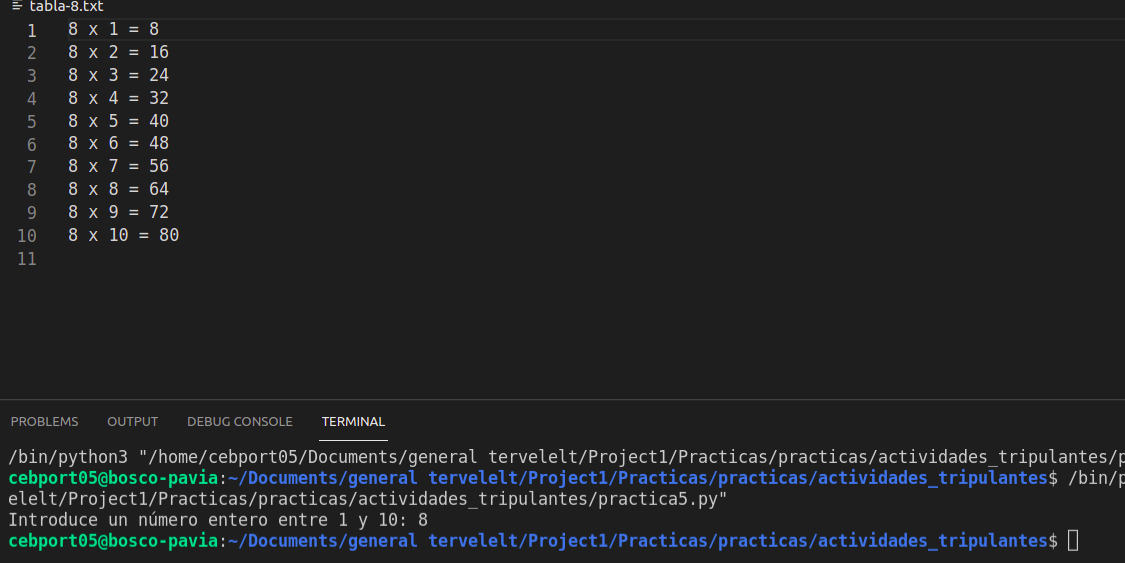 tabla-8.txt
1 8 x 1 = 8
2 8 x 2 = 16
3 8 x 3 = 24
4 8 x 4 = 32
5 8 x 5 = 40
6 8 x 6 = 48
7 8 x 7 = 56
8 8 x 8 = 64
9 8 x 9 = 72
10 8 x 10 = 80
11
PROBLEMS OUTPUT DEBUG CONSOLE TERMINAL
/bin/python3 "/home/cebport05/Documents/general tervelelt/Project1/Practicas/practicas/actividades_tripulantes/p
cebport05@bosco-pavia:~/Documents/general tervelelt/Project1/Practicas/practicas/actividades_tripulantes$ /bin/p
elelt/Project1/Practicas/practicas/actividades_tripulantes/practica5.py"
Introduce un número entero entre 1 y 10: 8
cebport05@bosco-pavia:~/Documents/general tervelelt/Project1/Practicas/practicas/actividades_tripulantes$